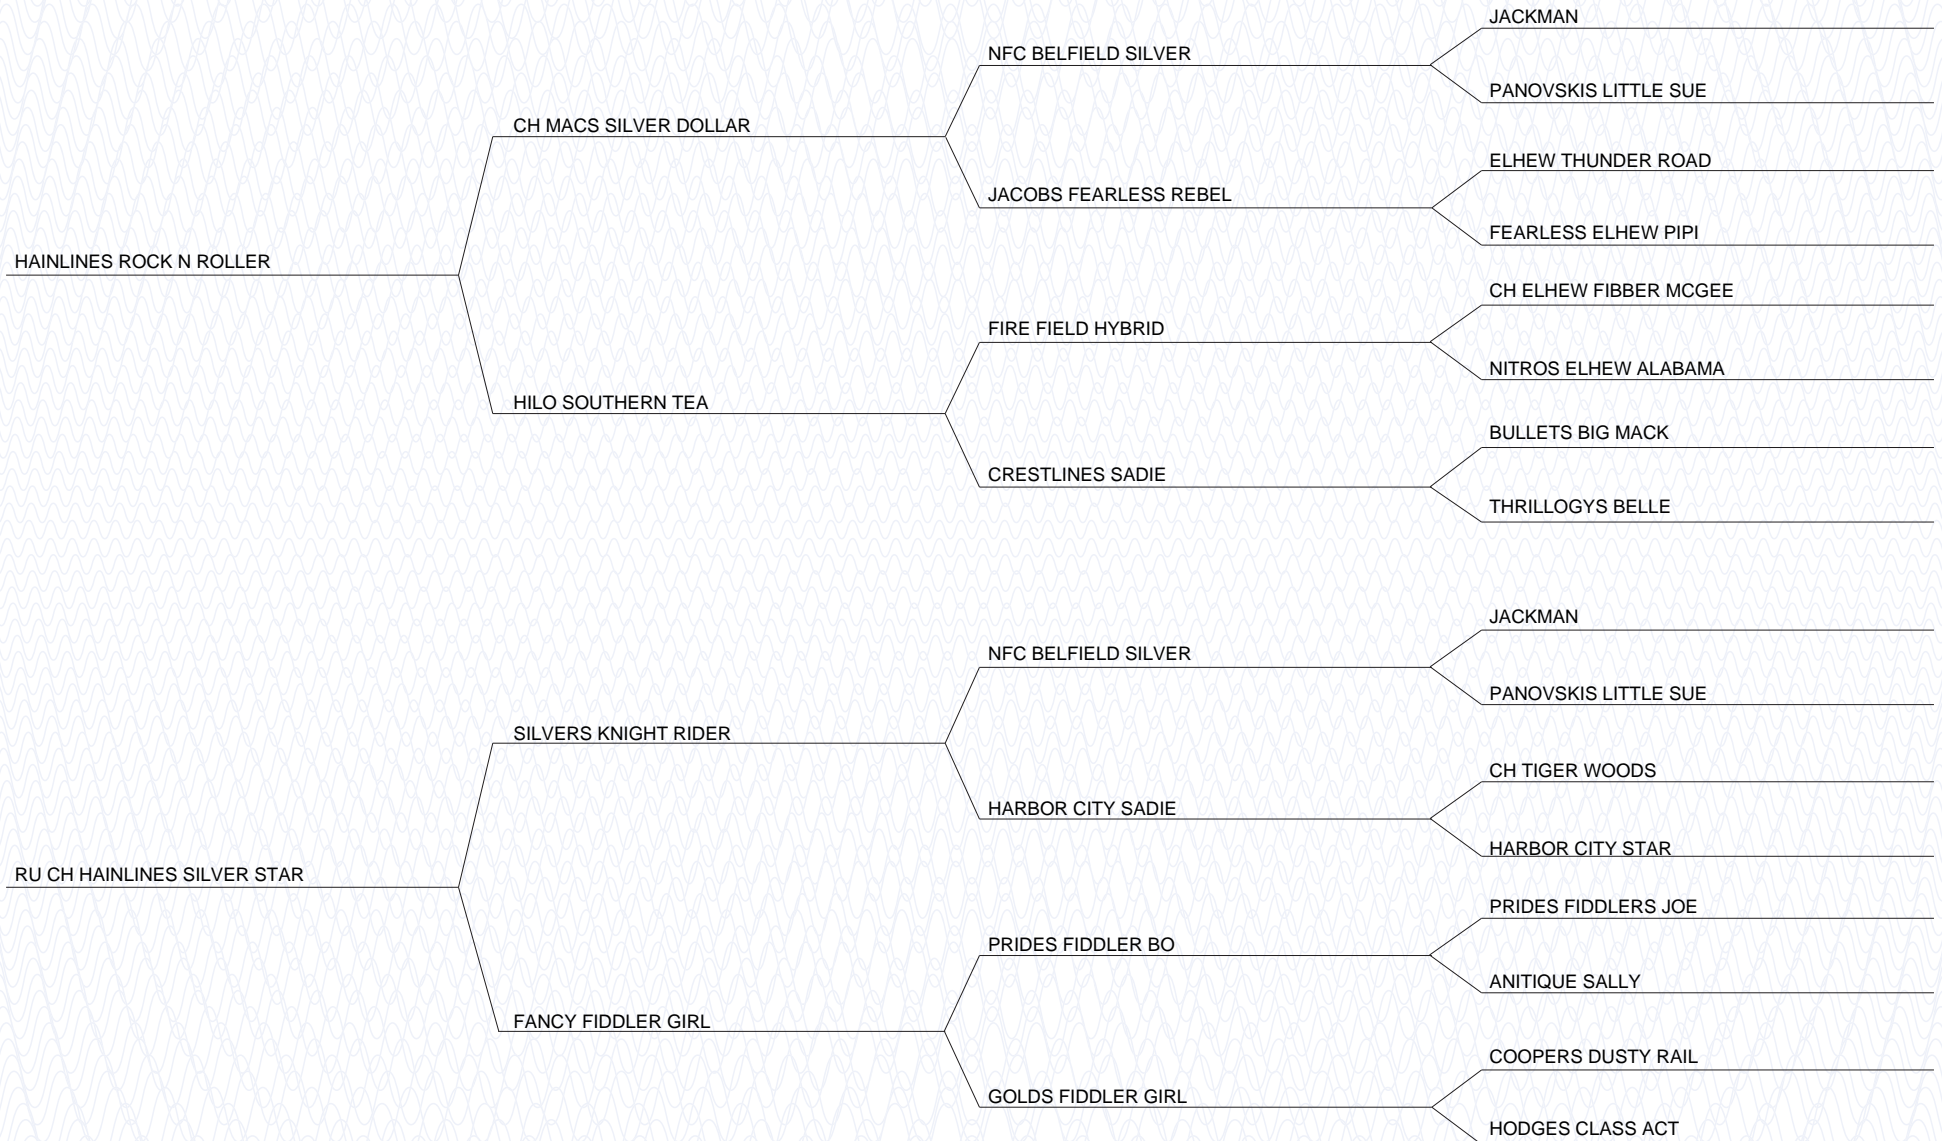 JACKMAN
NFC BELFIELD SILVER
PANOVSKIS LITTLE SUE
CH MACS SILVER DOLLAR
ELHEW THUNDER ROAD
JACOBS FEARLESS REBEL
FEARLESS ELHEW PIPI
HAINLINES ROCK N ROLLER
CH ELHEW FIBBER MCGEE
FIRE FIELD HYBRID
NITROS ELHEW ALABAMA
HILO SOUTHERN TEA
BULLETS BIG MACK
CRESTLINES SADIE
THRILLOGYS BELLE
JACKMAN
NFC BELFIELD SILVER
PANOVSKIS LITTLE SUE
SILVERS KNIGHT RIDER
CH TIGER WOODS
HARBOR CITY SADIE
HARBOR CITY STAR
RU CH HAINLINES SILVER STAR
PRIDES FIDDLERS JOE
PRIDES FIDDLER BO
ANITIQUE SALLY
FANCY FIDDLER GIRL
COOPERS DUSTY RAIL
GOLDS FIDDLER GIRL
HODGES CLASS ACT